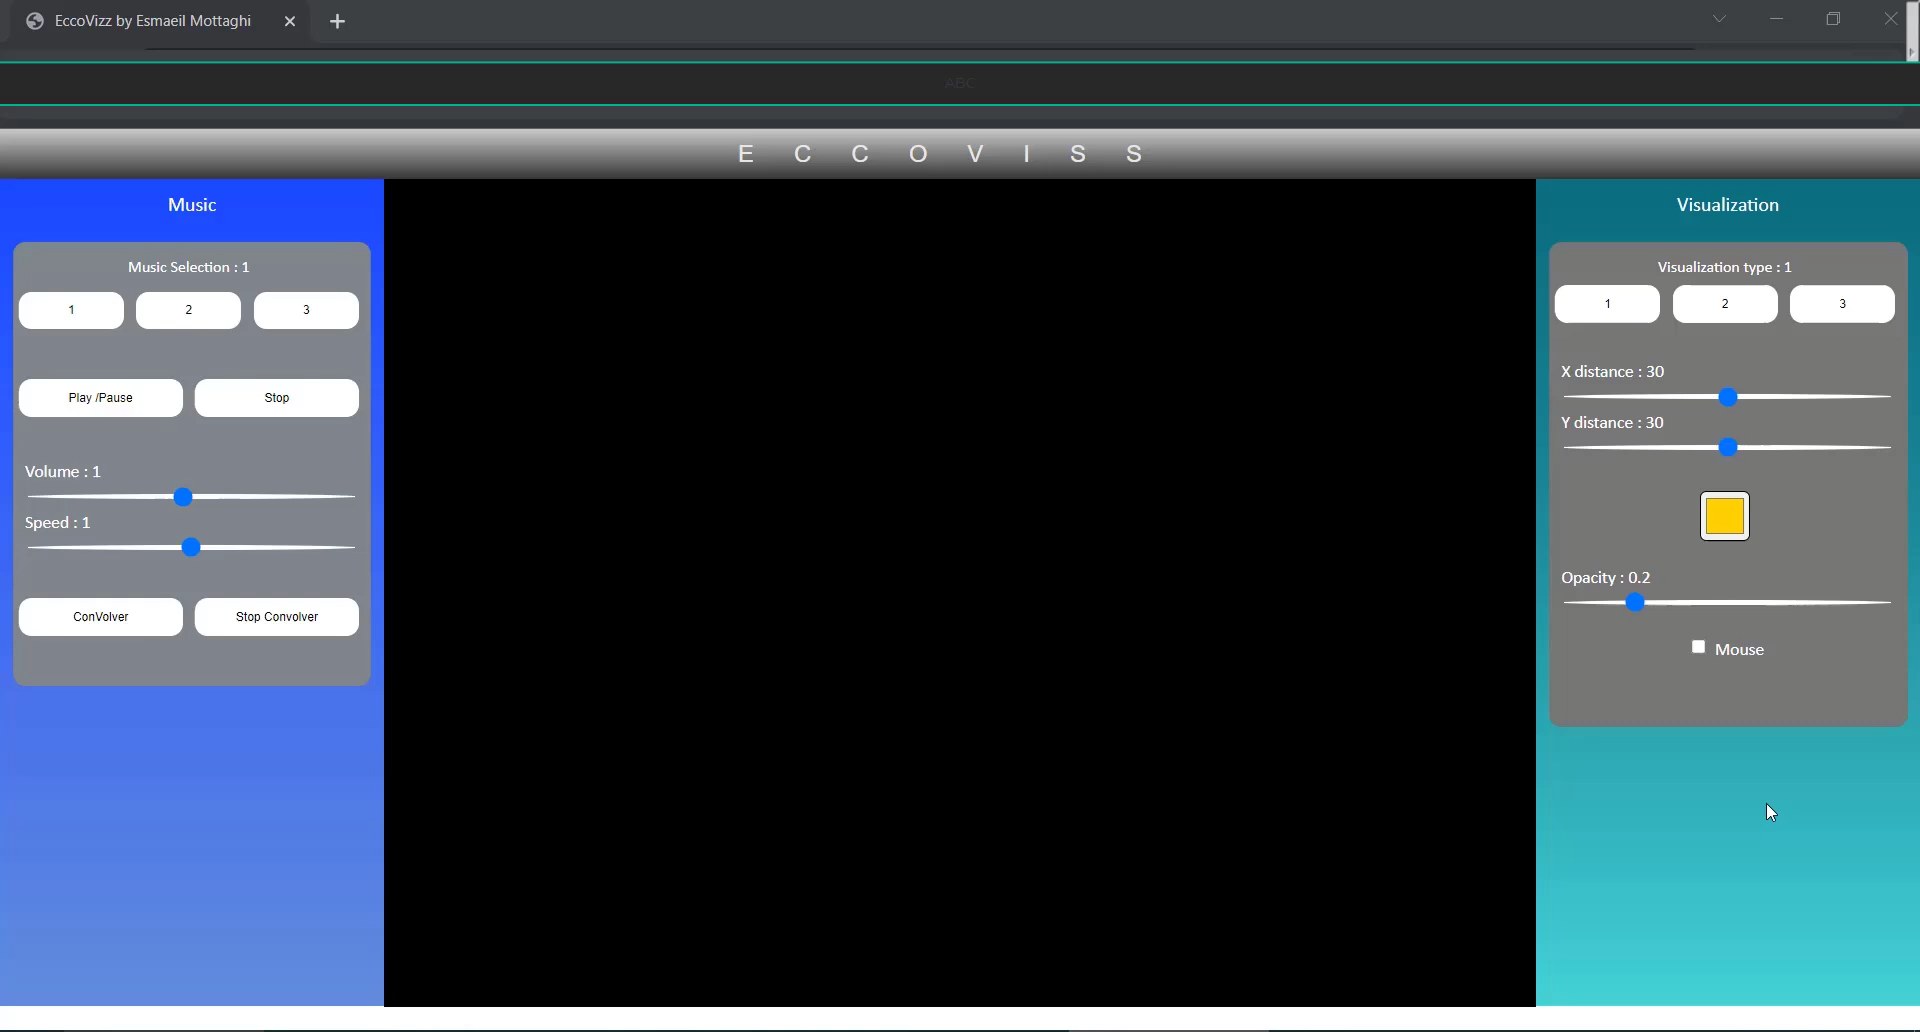 EccoVizz by Esmaeil Mottaghi
ABC
E C C O V I S S
Music
Music Selection : 1
1 2 3
Play /Pause Stop
Volume : 1
Speed : 1
ConVolver Stop Convolver
Visualization
Visualization type : 1
1 2 3
X distance : 30
Y distance : 30
Opacity : 0.2
Mouse